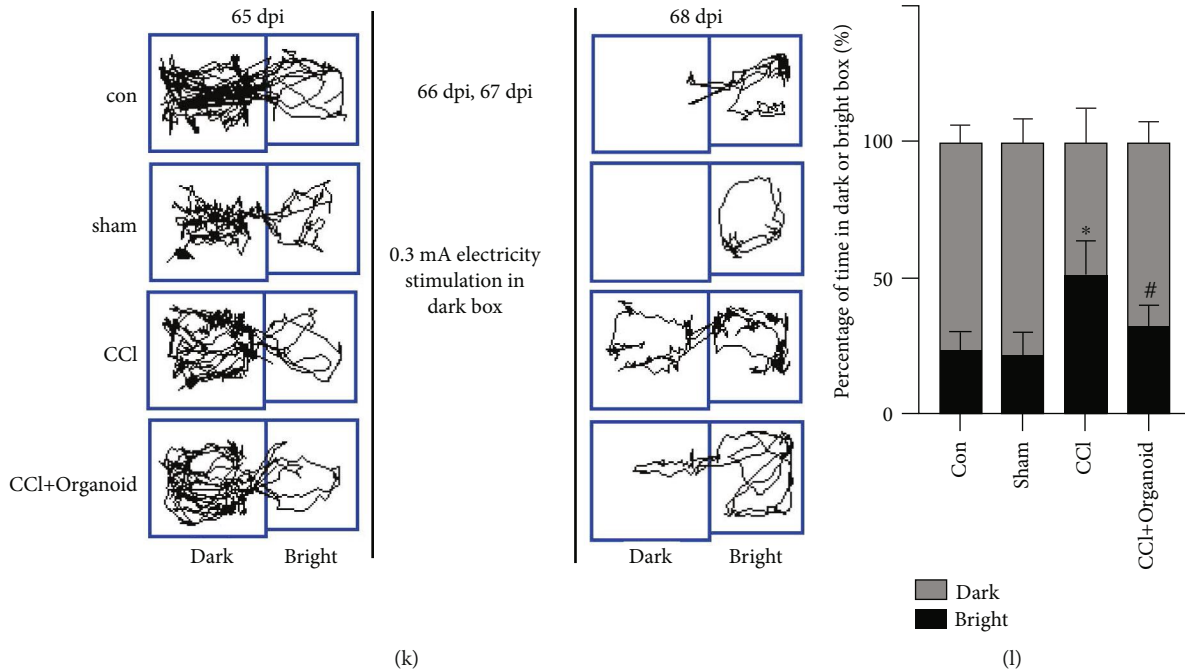 65 dpi
68 dpi
con
66 dpi, 67 dpi
sham
0.3 mA electricity
stimulation in
dark box
CCl
CCl+Organoid
Dark
Bright
Dark
Bright
(k)
Percentage of time in dark or bright box (%)
100
50
0
*
#
Con
Sham
CCl
CCl+Organoid
Dark
Bright
(l)